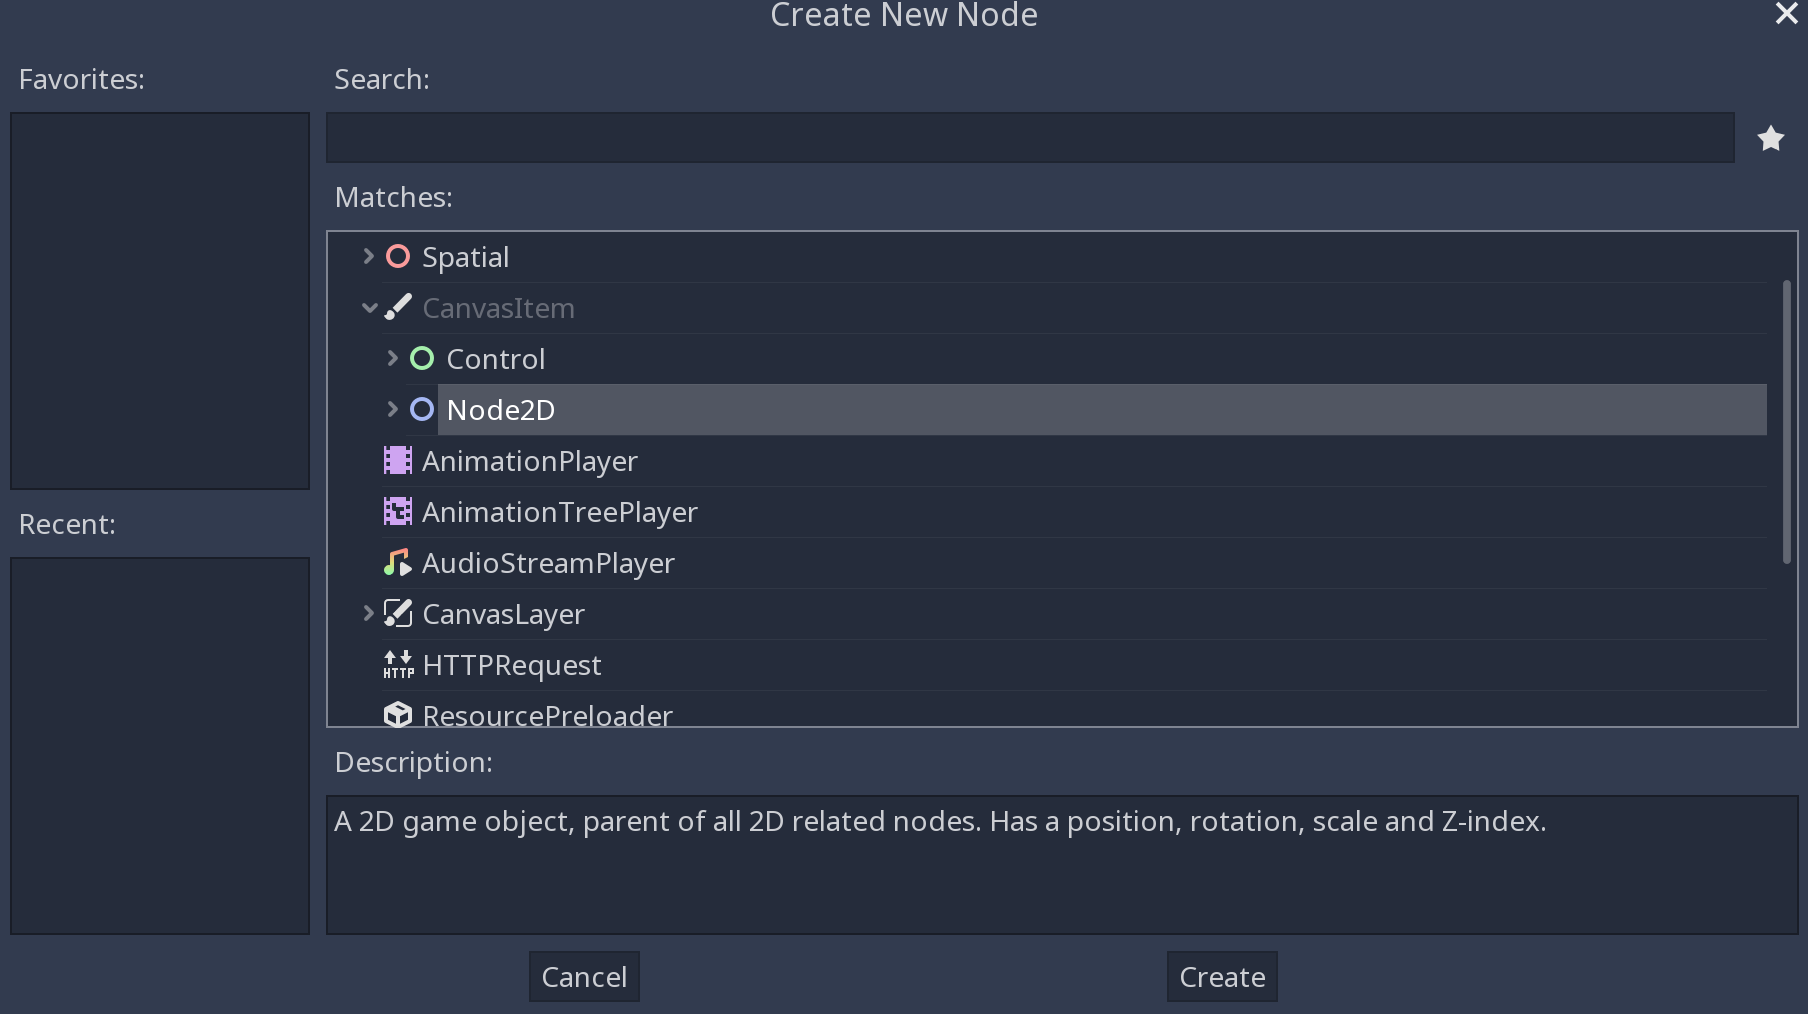 Create New Node
Favorites:
Search:
Matches:
Spatial
CanvasItem
Control
Node2D
AnimationPlayer
AnimationTreePlayer
AudioStreamPlayer
CanvasLayer
HTTP HTTPRequest
ResourcePreloader
Recent:
Description:
A 2D game object, parent of all 2D related nodes. Has a position, rotation, scale and Z-index.
Cancel
Create